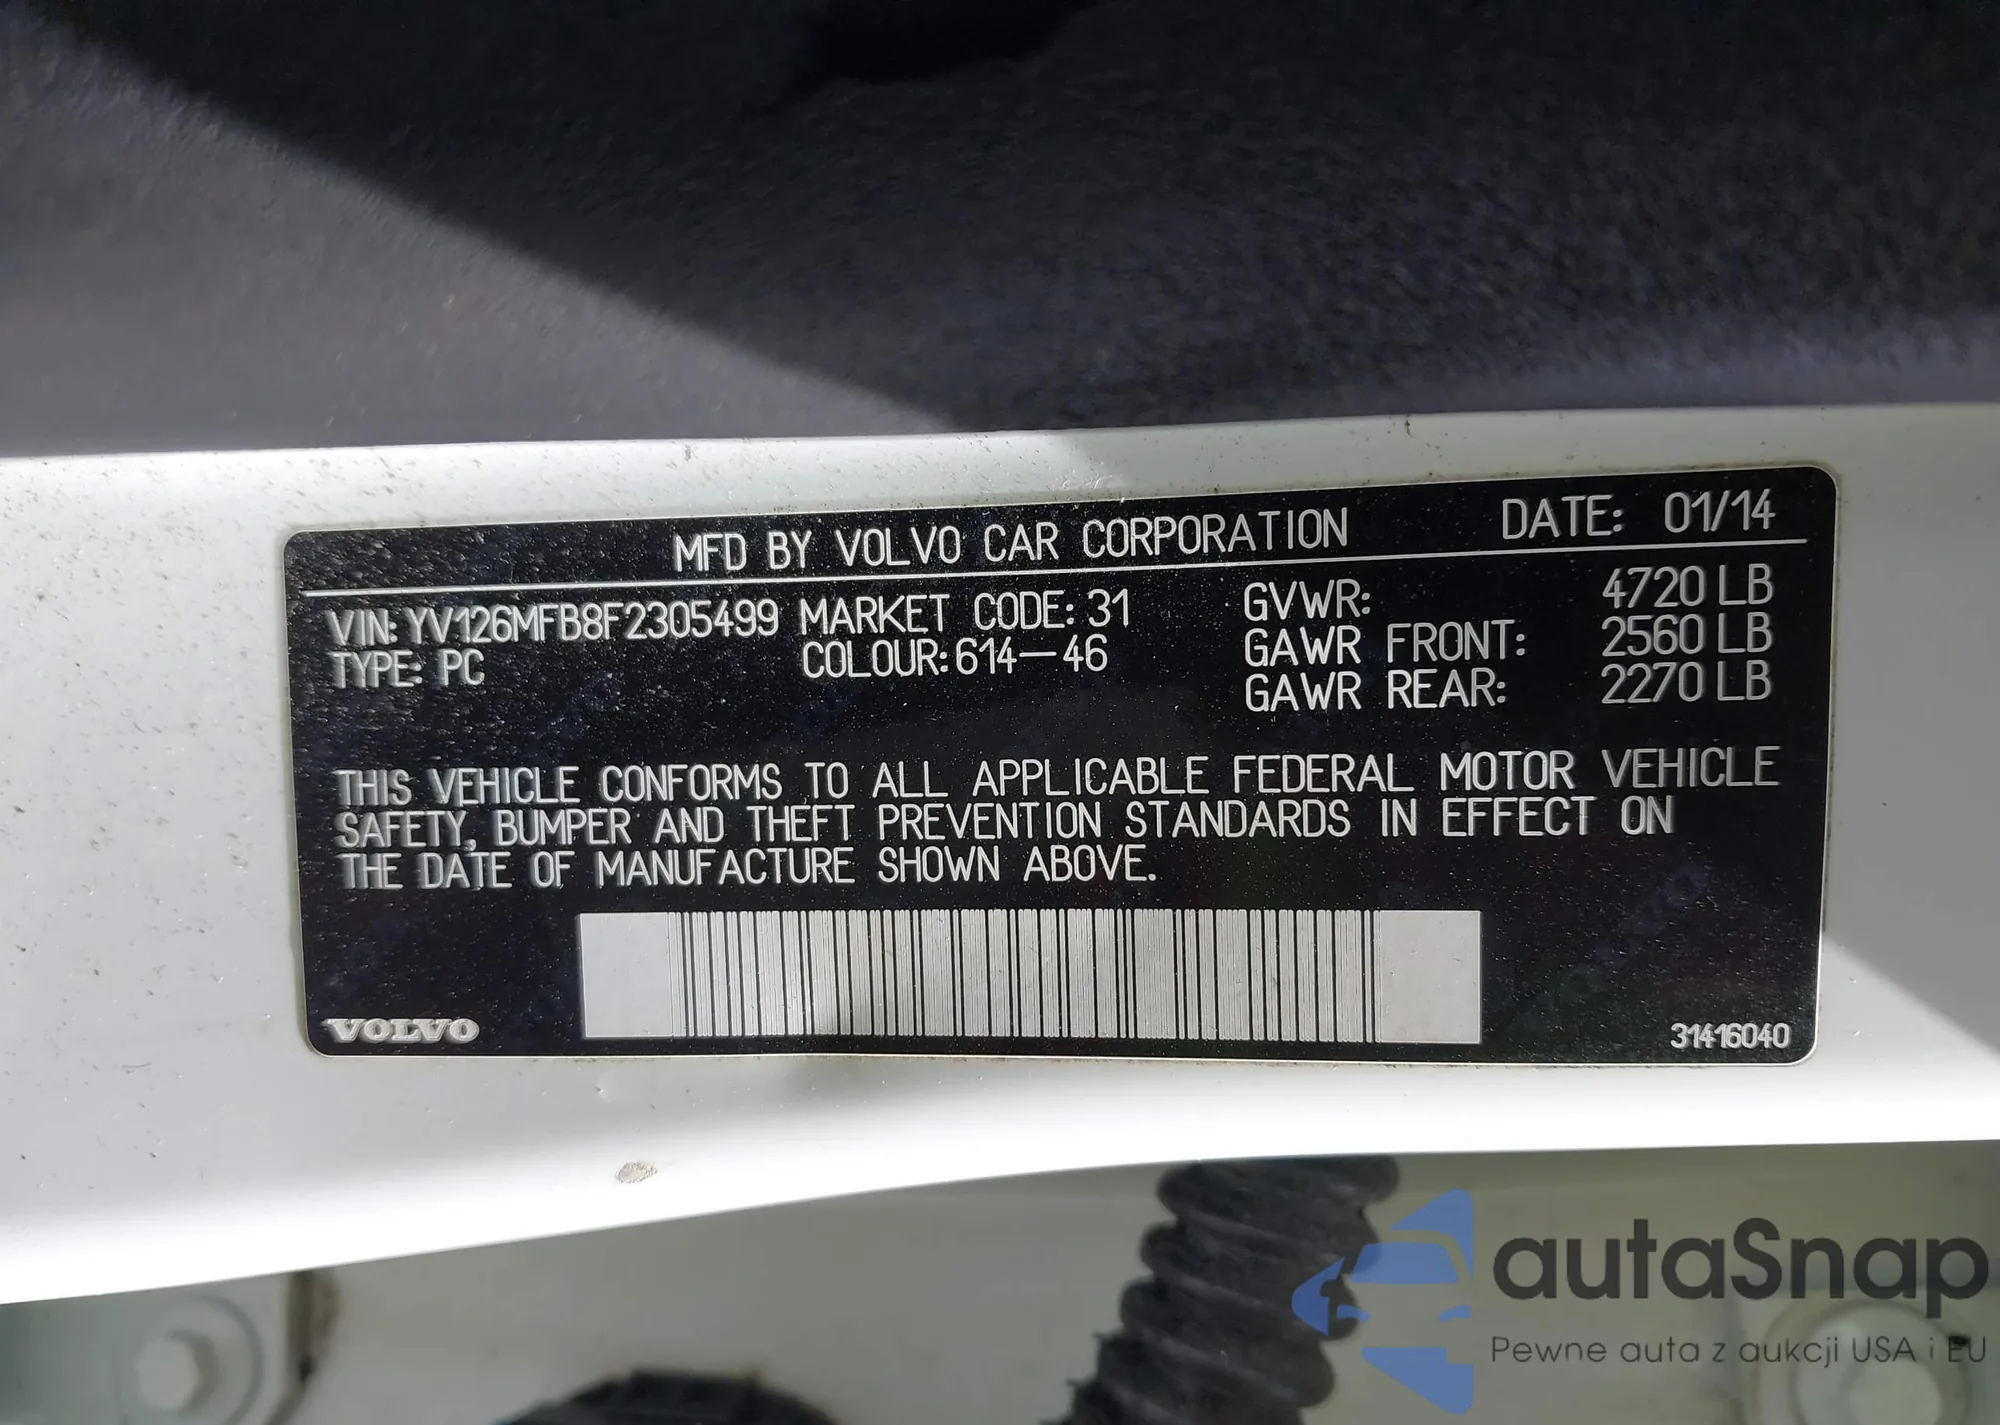 MFD BY VOLVO CAR CORPORATION DATE: 01/14
VIN: YV126MFB8F2305499 MARKET CODE: 31 GVWR: 4720 LB
TYPE: PC COLOUR: 614-46 GAWR FRONT: 2560 LB
GAWR REAR: 2270 LB
THIS VEHICLE CONFORMS TO ALL APPLICABLE FEDERAL MOTOR VEHICLE
SAFETY, BUMPER AND THEFT PREVENTION STANDARDS IN EFFECT ON
THE DATE OF MANUFACTURE SHOWN ABOVE.
VOLVO
31416040
autaSnap
Pewne auta z aukcji USA i EU